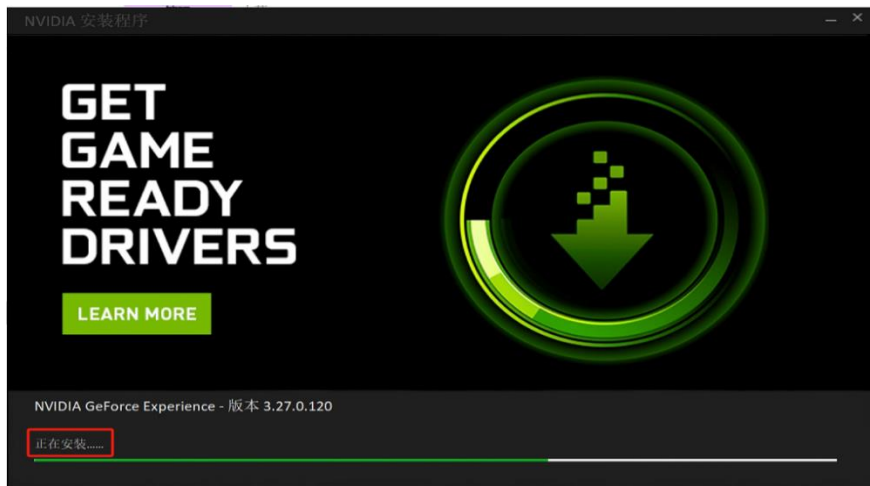 NVIDIA 安装程序
GET
GAME
READY
DRIVERS
LEARN MORE
NVIDIA GeForce Experience - 版本 3.27.0.120
正在安装......